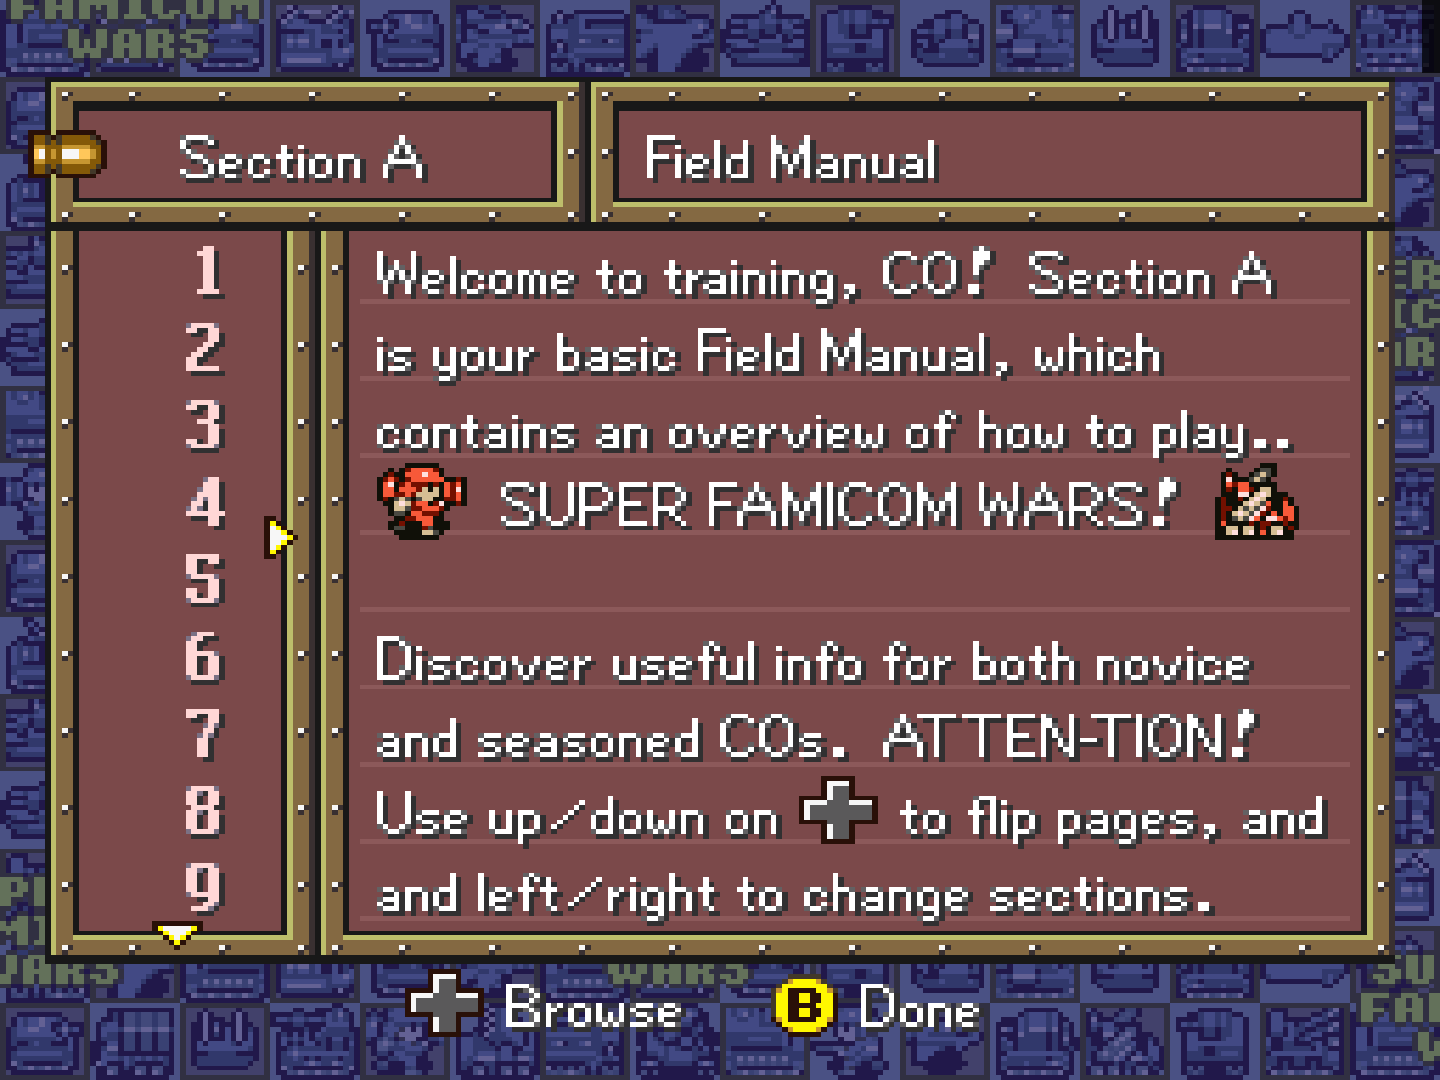 FAMICOM
WARS
Section A
Field Manual
1
2
3
4
5
6
7
8
9
Welcome to training, CO! Section A
is your basic Field Manual, which
contains an overview of how to play..
SUPER FAMICOM WARS!
Discover useful info for both novice
and seasoned COs. ATTEN-TION!
Use up/down on to flip pages, and
and left/right to change sections.
WARS
Browse
B Done